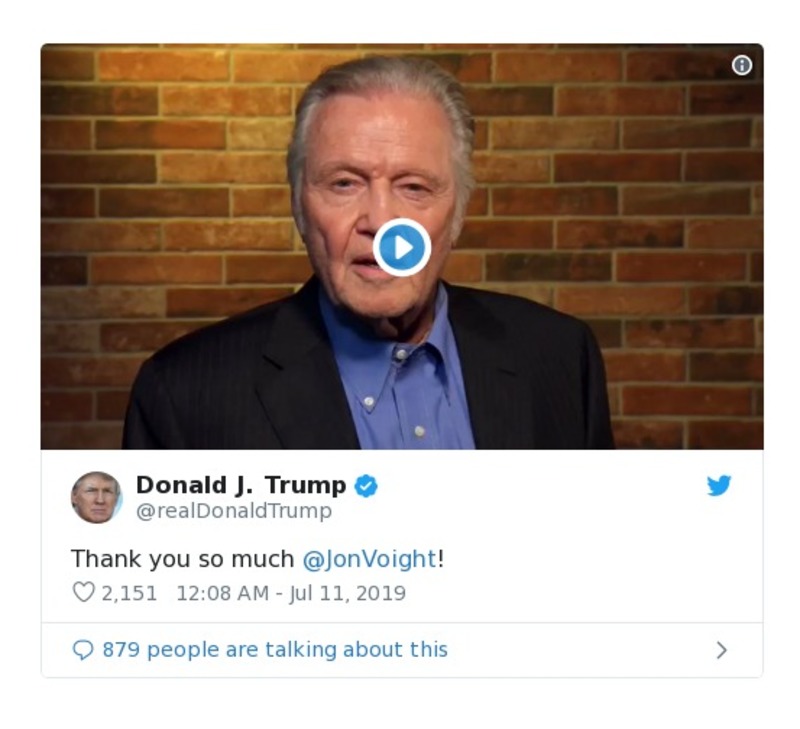 Donald J. Trump
@realDonaldTrump
Thank you so much @JonVoight!
2,151 12:08 AM - Jul 11, 2019
879 people are talking about this